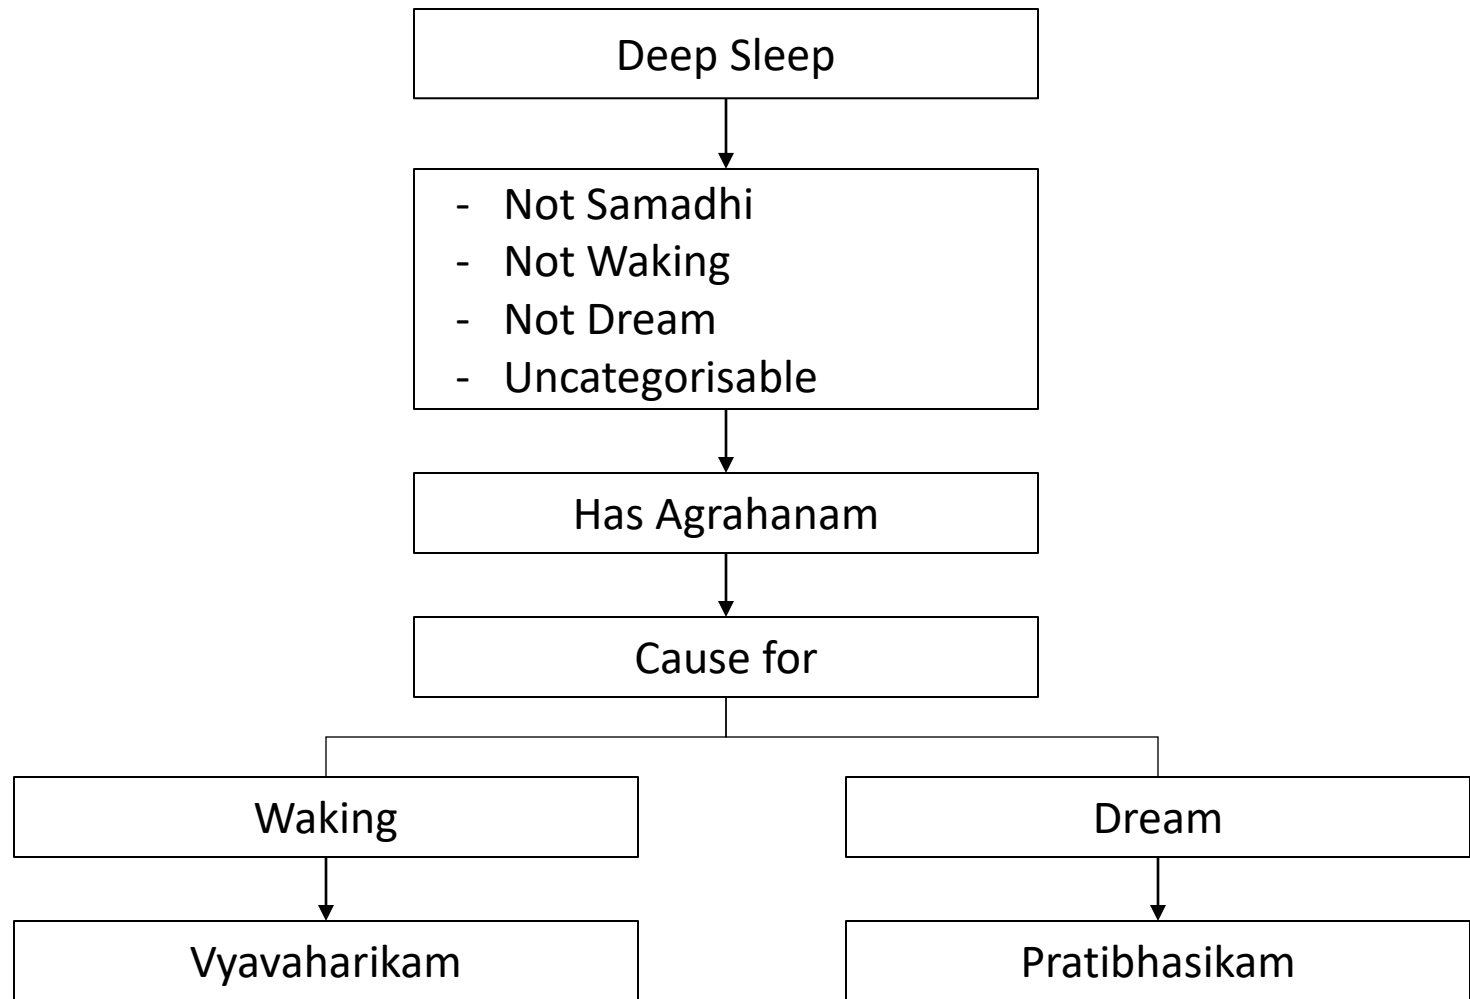 Deep Sleep
- Not Samadhi
- Not Waking
- Not Dream
- Uncategorisable
Has Agrahanam
Cause for
Waking
Dream
Vyavaharikam
Pratibhasikam